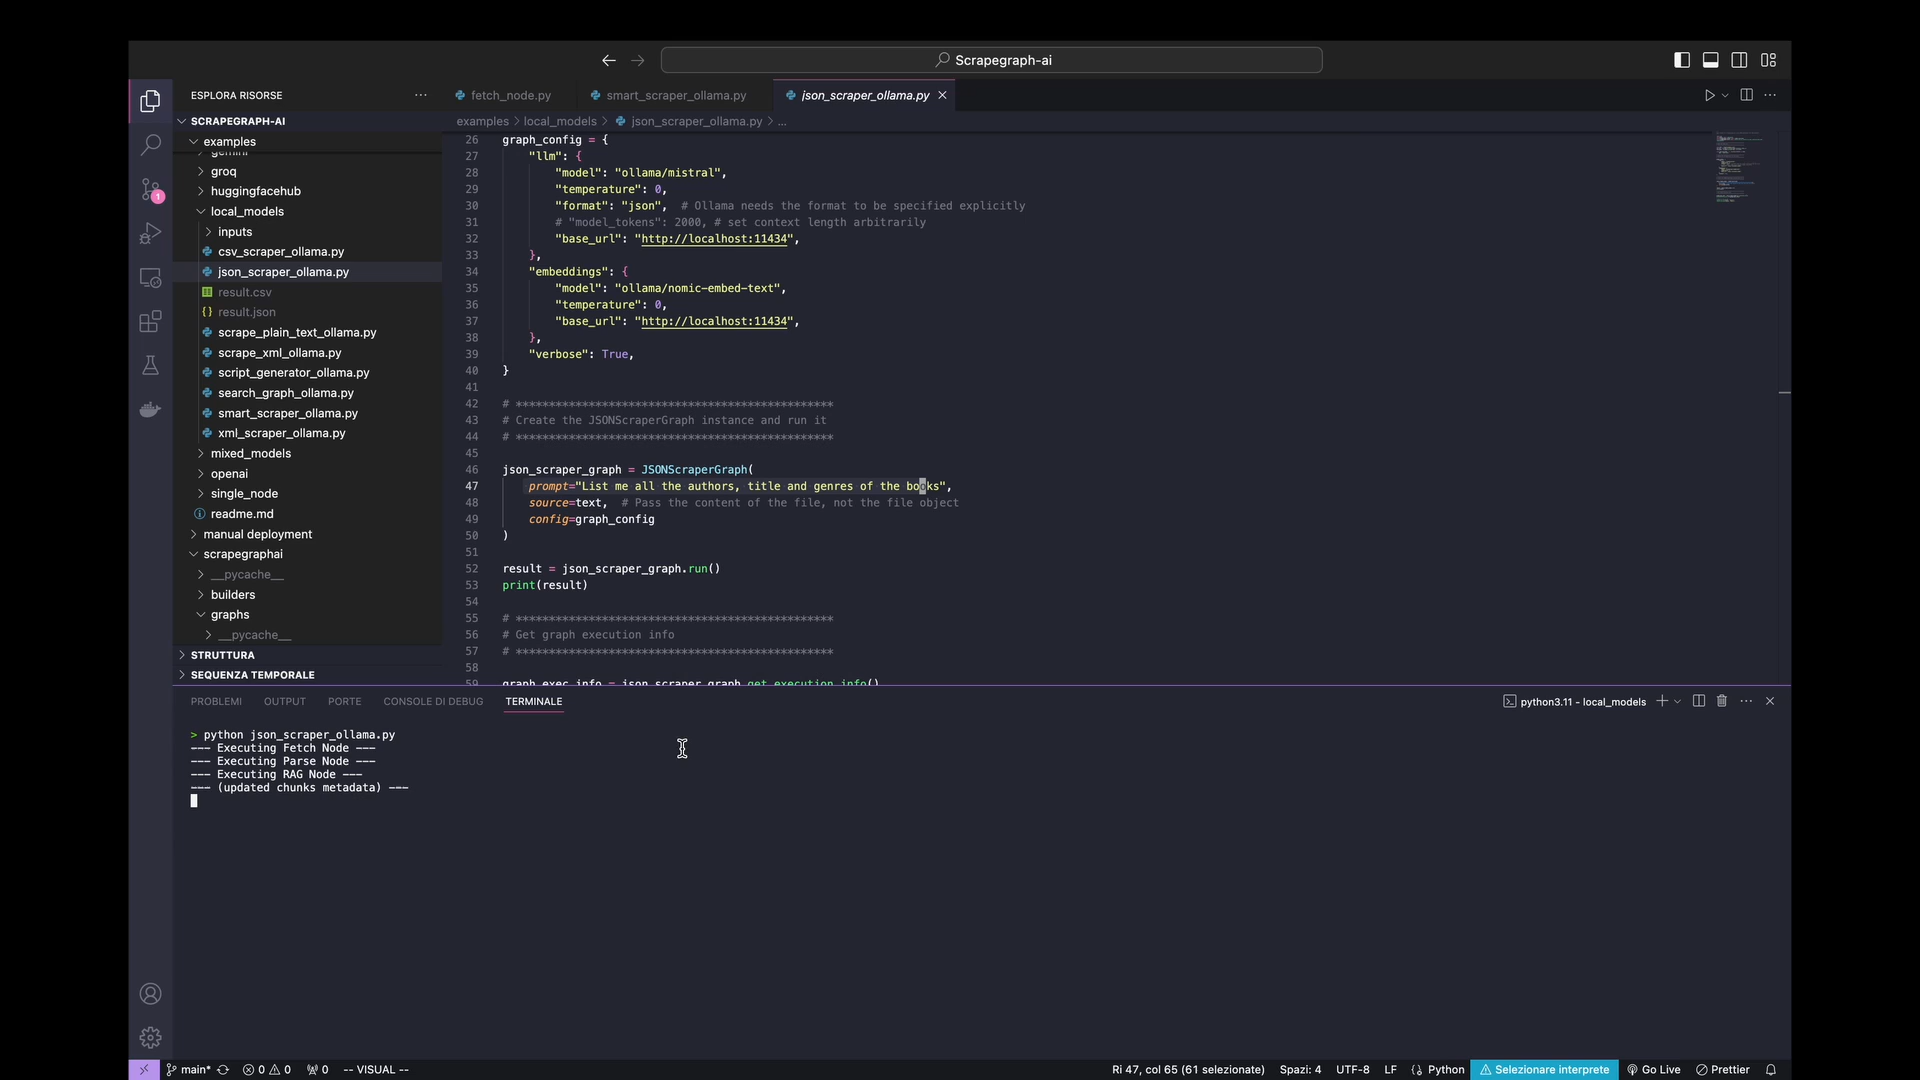 Scrapegraph-ai
ESPLORA RISORSE
fetch_node.py
smart_scraper_ollama.py
json_scraper_ollama.py
SCRAPEGRAPH-AI
examples > local_models > json_scraper_ollama.py > ...
examples
gemini
groq
huggingfacehub
local_models
inputs
csv_scraper_ollama.py
json_scraper_ollama.py
result.csv
result.json
scrape_plain_text_ollama.py
scrape_xml_ollama.py
script_generator_ollama.py
search_graph_ollama.py
smart_scraper_ollama.py
xml_scraper_ollama.py
mixed_models
openai
single_node
readme.md
manual deployment
scrapegraphai
__pycache__
builders
graphs
__pycache__
STRUTTURA
SEQUENZA TEMPORALE
1
26 graph_config = {
27 "llm": {
28 "model": "ollama/mistral",
29 "temperature": 0,
30 "format": "json", # Ollama needs the format to be specified explicitly
31 # "model_tokens": 2000, # set context length arbitrarily
32 "base_url": "http://localhost:11434",
33 },
34 "embeddings": {
35 "model": "ollama/nomic-embed-text",
36 "temperature": 0,
37 "base_url": "http://localhost:11434",
38 },
39 "verbose": True,
40 }
41
42 # ************************************************
43 # Create the JSONScraperGraph instance and run it
44 # ************************************************
45
46 json_scraper_graph = JSONScraperGraph(
47 prompt="List me all the authors, title and genres of the books",
48 source=text, # Pass the content of the file, not the file object
49 config=graph_config
50 )
51
52 result = json_scraper_graph.run()
53 print(result)
54
55 # ************************************************
56 # Get graph execution info
57 # ************************************************
58
59 graph_exec_info = json_scraper_graph.get_execution_info()
PROBLEMI OUTPUT PORTE CONSOLE DI DEBUG TERMINALE
python3.11 - local_models
> python json_scraper_ollama.py
--- Executing Fetch Node ---
--- Executing Parse Node ---
--- Executing RAG Node ---
--- (updated chunks metadata) ---
main* 0 0 0 -- VISUAL -- Ri 47, col 65 (61 selezionate) Spazi: 4 UTF-8 LF Python Selezionare interprete Go Live Prettier